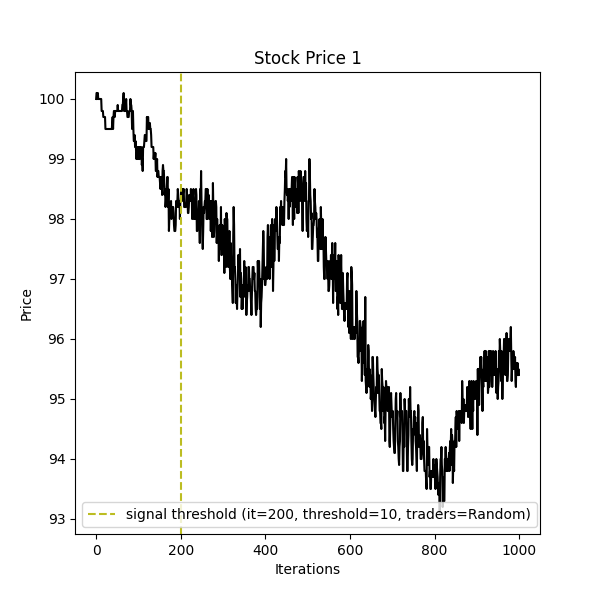 Stock Price 1
100
99
98
97
96
95
94
93
Price
signal threshold (it=200, threshold=10, traders=Random)
0 200 400 600 800 1000
Iterations